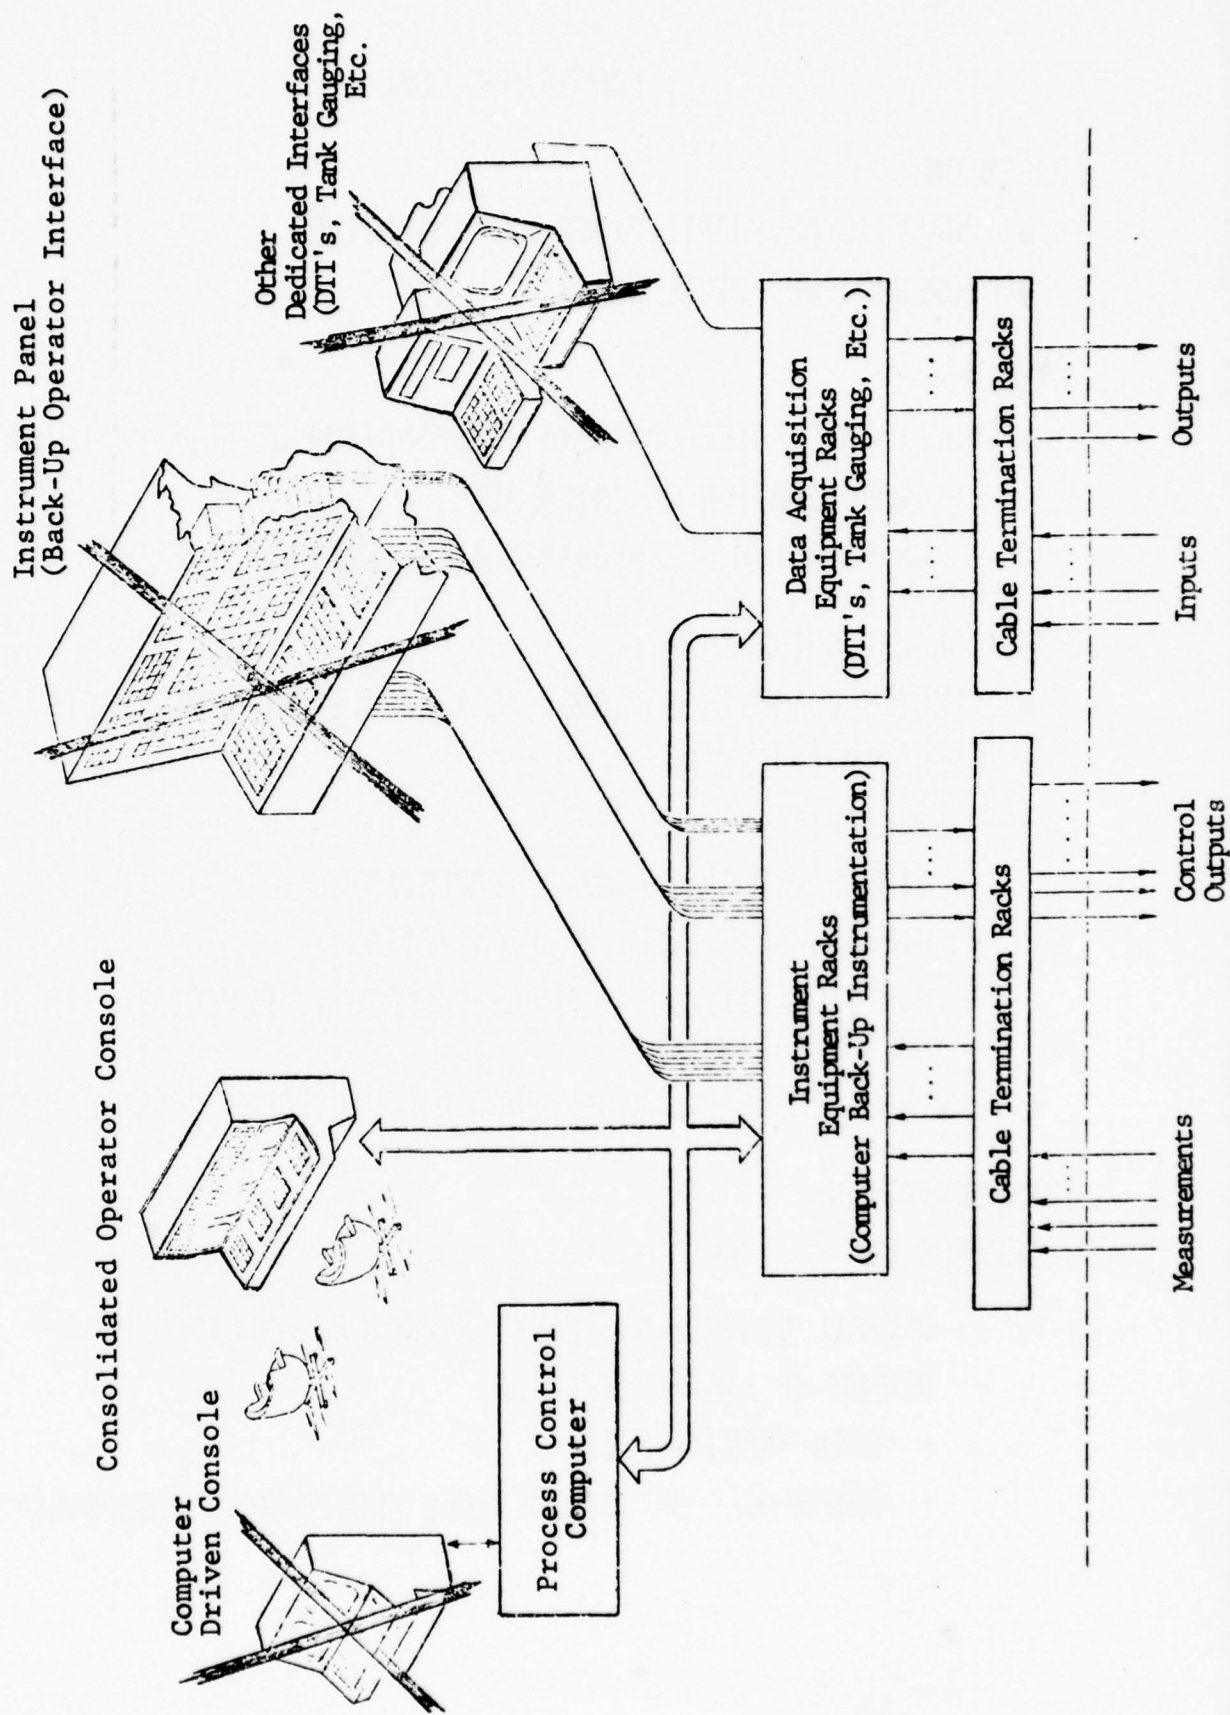 Instrument Panel
(Back-Up Operator Interface)
Other
Dedicated Interfaces
(DTI's, Tank Gauging,
Etc.
Consolidated Operator Console
Computer
Driven Console
Process Control
Computer
Instrument
Equipment Racks
(Computer Back-Up Instrumentation)
Data Acquisition
Equipment Racks
(DTI's, Tank Gauging, Etc.)
Cable Termination Racks
Cable Termination Racks
Measurements
Control
Outputs
Inputs
Outputs